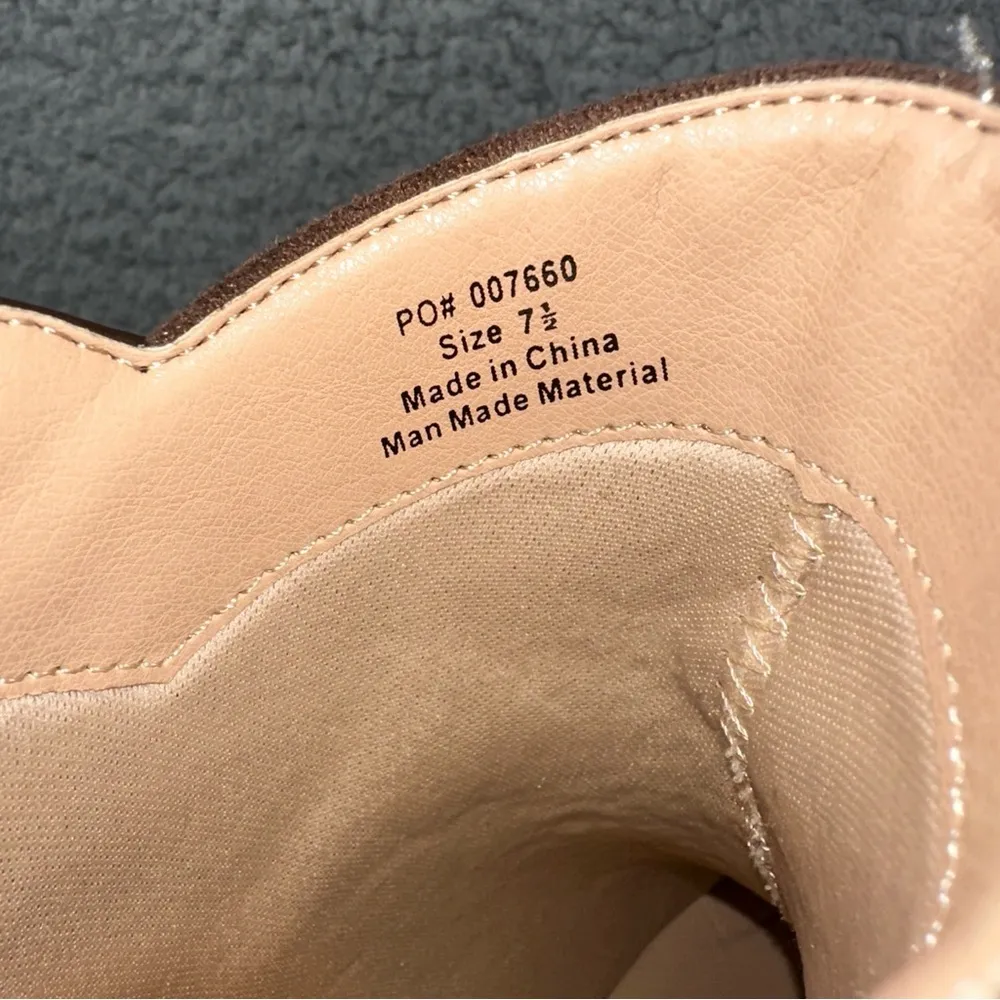 PO# 007660
Size 7½
Made in China
Man Made Material